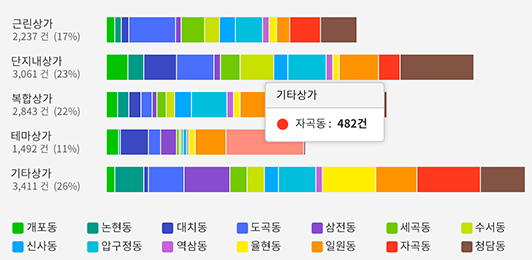 근린상가
2,237 건 (17%)
단지내상가
3,061 건 (23%)
기타상가
자곡동 : 482건
복합상가
2,843 건 (22%)
테마상가
1,492 건 (11%)
기타상가
3,411 건 (26%)
개포동 논현동 대치동 도곡동 삼전동 세곡동 수서동
신사동 압구정동 역삼동 율현동 일원동 자곡동 청담동